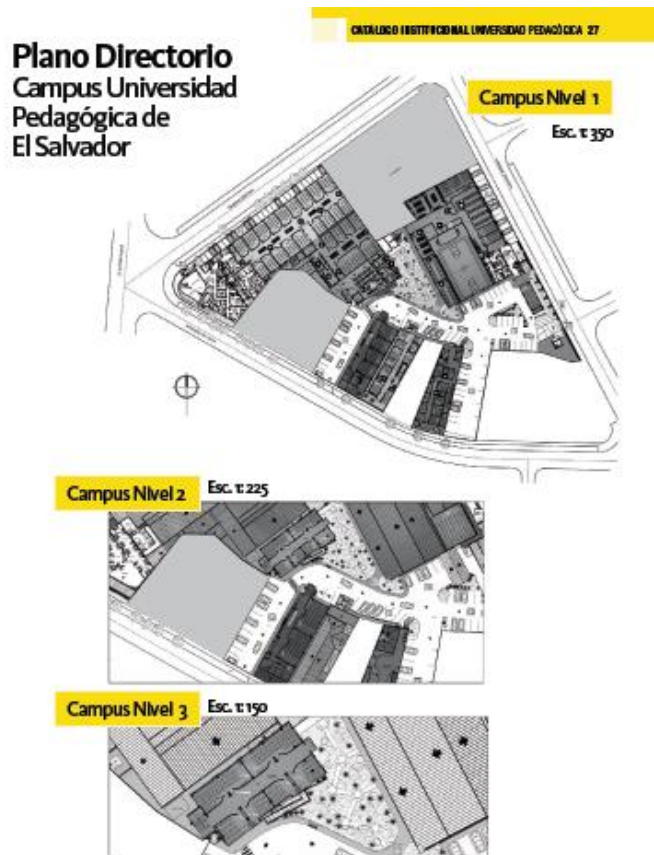 CATÁLOGO INSTITUCIONAL UNIVERSIDAD PEDAGÓGICA 27
Plano Directorio
Campus Universidad
Pedagógica de
El Salvador
Campus Nivel 1
Esc. 1: 350
Campus Nivel 2
Esc. 1: 225
Campus Nivel 3
Esc. 1: 150